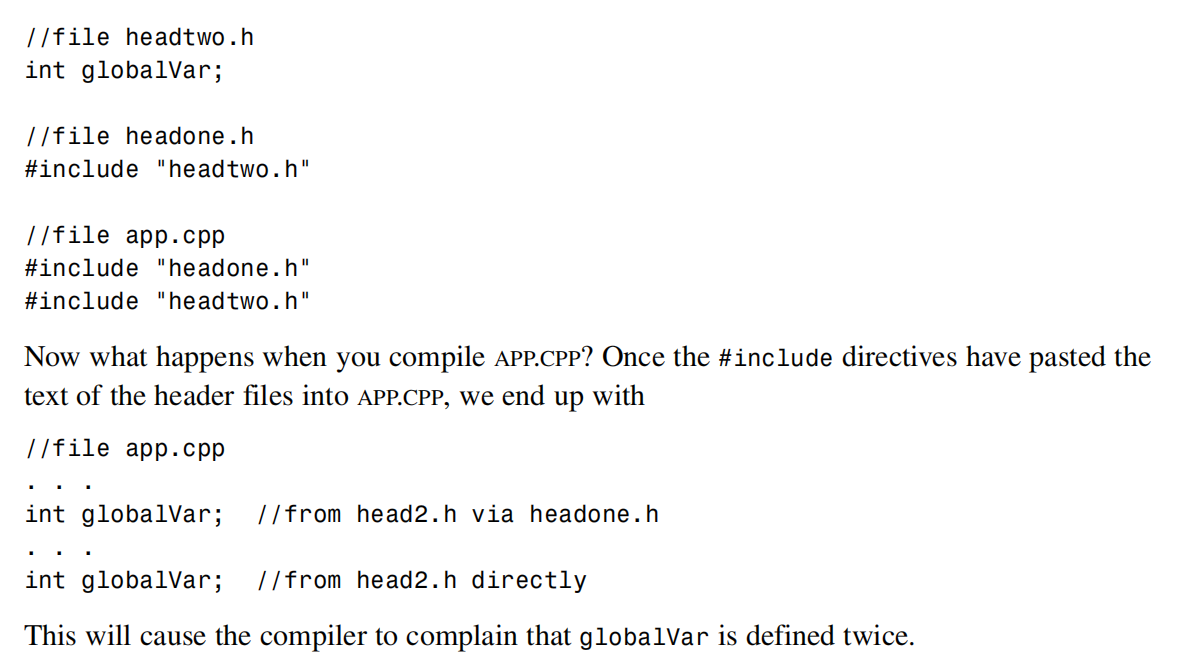 //file headtwo.h
int globalVar;
//file headone.h
#include "headtwo.h"
//file app.cpp
#include "headone.h"
#include "headtwo.h"
Now what happens when you compile APP.CPP? Once the #include directives have pasted the
text of the header files into APP.CPP, we end up with
//file app.cpp
. . .
int globalVar;  //from head2.h via headone.h
. . .
int globalVar;  //from head2.h directly
This will cause the compiler to complain that globalVar is defined twice.